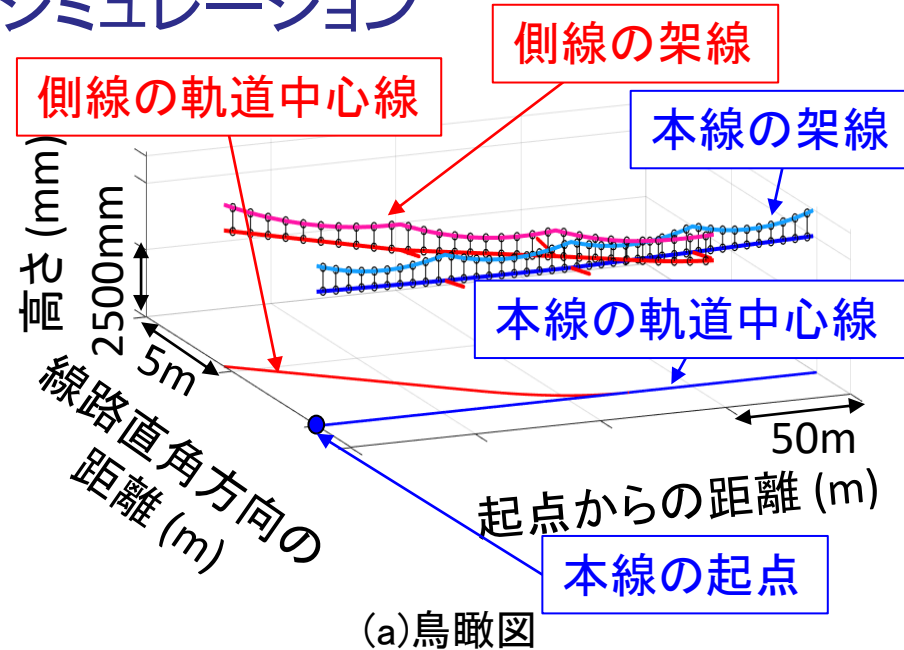 シミュレーション
側線の架線
側線の軌道中心線
本線の架線
高さ (mm)
2500mm
本線の軌道中心線
5m
50m
線路直角方向の
距離 (m)
起点からの距離 (m)
本線の起点
(a)鳥瞰図